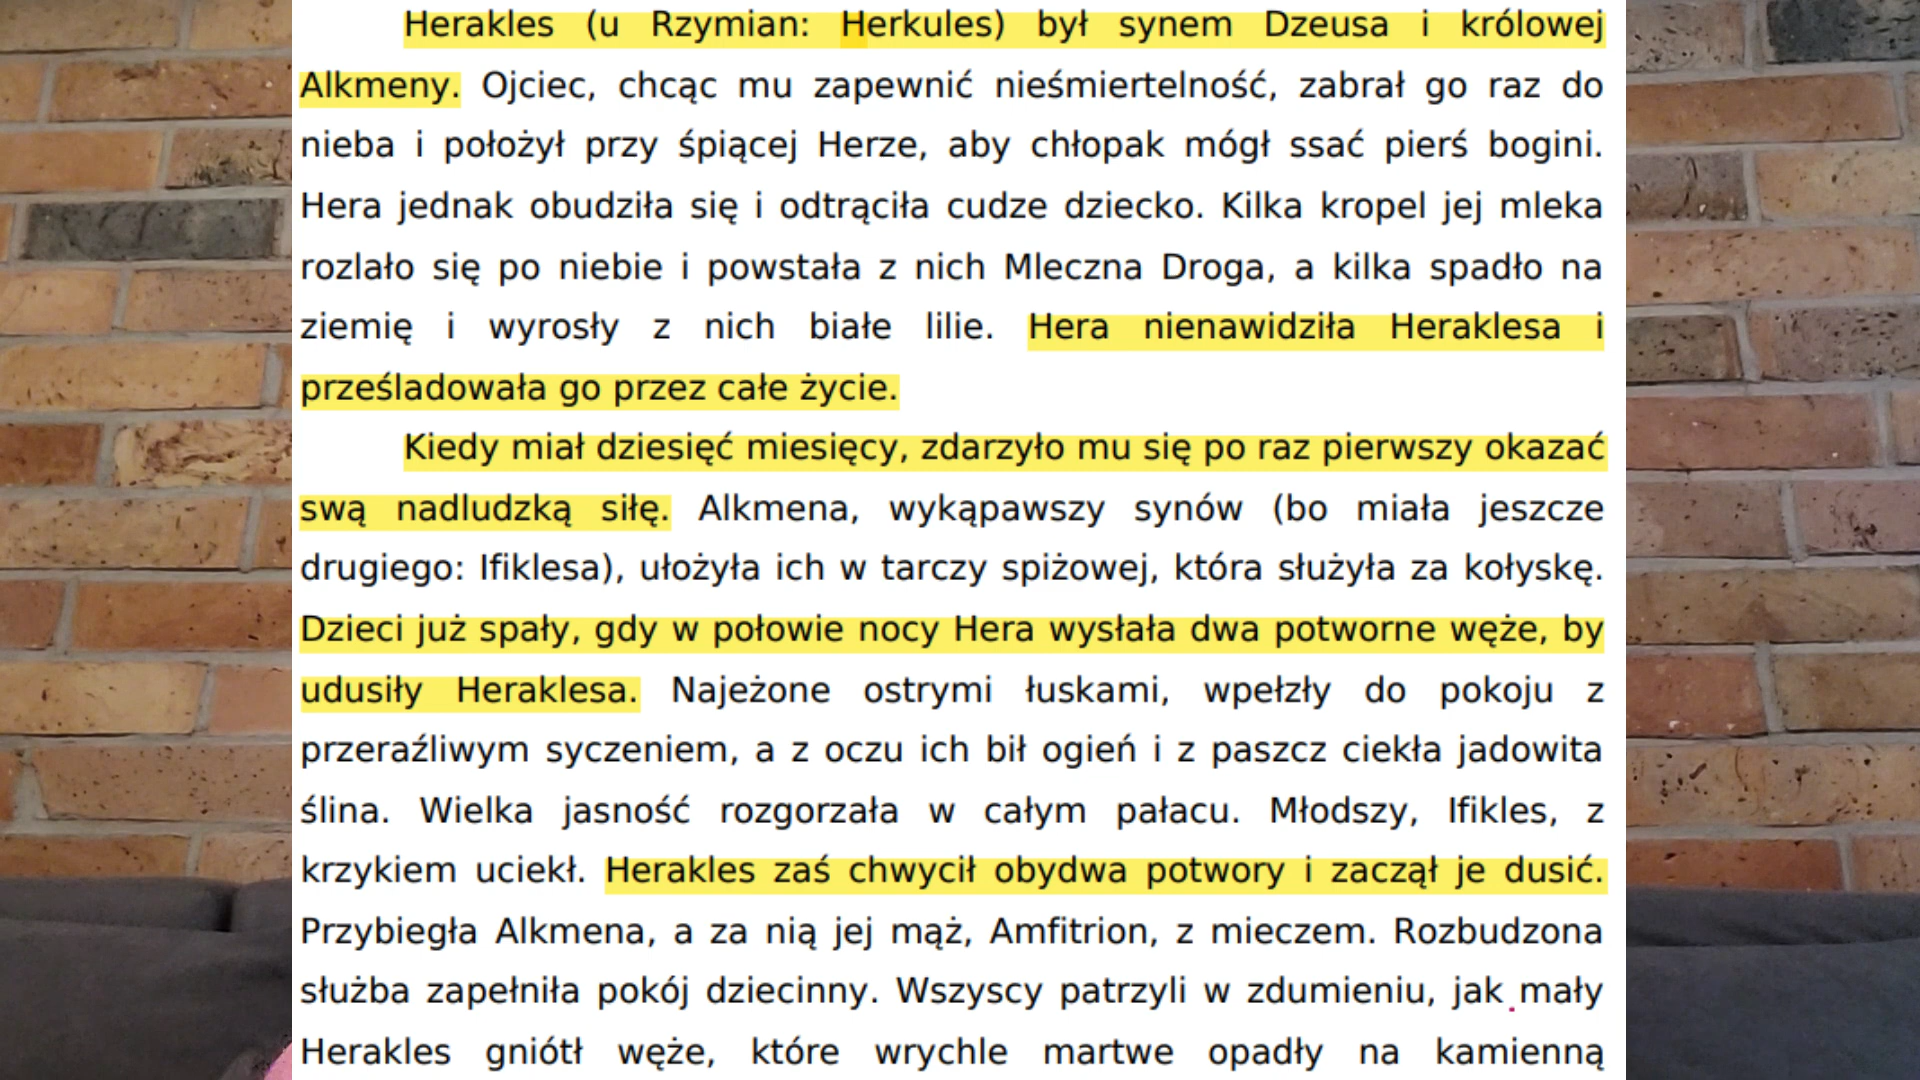 Herakles (u Rzymian: Herkules) był synem Dzeusa i królowej
Alkmeny. Ojciec, chcąc mu zapewnić nieśmiertelność, zabrał go raz do
nieba i położył przy śpiącej Herze, aby chłopak mógł ssać pierś bogini.
Hera jednak obudziła się i odtrąciła cudze dziecko. Kilka kropel jej mleka
rozlało się po niebie i powstała z nich Mleczna Droga, a kilka spadło na
ziemię i wyrosły z nich białe lilie. Hera nienawidziła Heraklesa i
prześladowała go przez całe życie.
Kiedy miał dziesięć miesięcy, zdarzyło mu się po raz pierwszy okazać
swą nadludzką siłę. Alkmena, wykąpawszy synów (bo miała jeszcze
drugiego: Ifiklesa), ułożyła ich w tarczy spiżowej, która służyła za kołyskę.
Dzieci już spały, gdy w połowie nocy Hera wysłała dwa potworne węże, by
udusiły Heraklesa. Najeżone ostrymi łuskami, wpełzły do pokoju z
przeraźliwym syczeniem, a z oczu ich bił ogień i z paszcz ciekła jadowita
ślina. Wielka jasność rozgorzała w całym pałacu. Młodszy, Ifikles, z
krzykiem uciekł. Herakles zaś chwycił obydwa potwory i zaczął je dusić.
Przybiegła Alkmena, a za nią jej mąż, Amfitrion, z mieczem. Rozbudzona
służba zapełniła pokój dziecinny. Wszyscy patrzyli w zdumieniu, jak mały
Herakles gniótł węże, które wrychle martwe opadły na kamienną